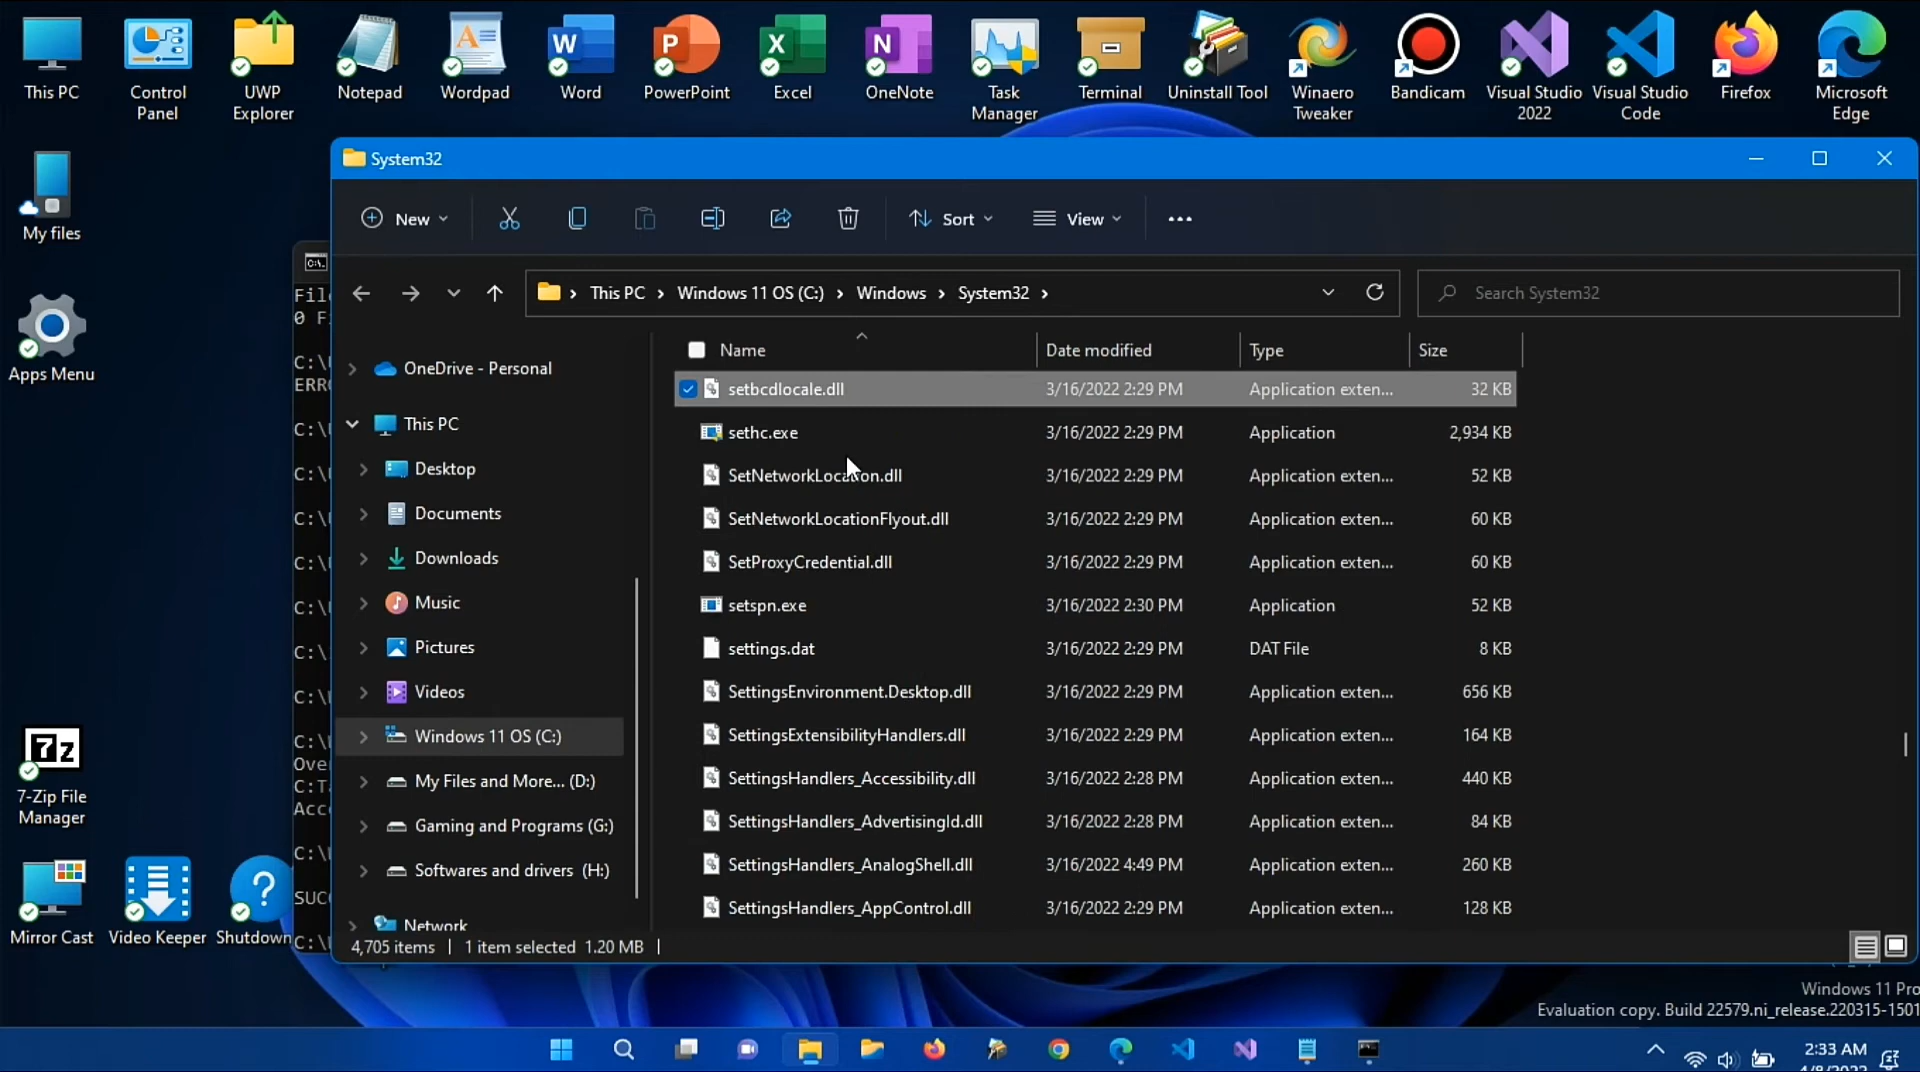 This PC
Control
Panel
UWP
Explorer
Notepad
Wordpad
Word
PowerPoint
Excel
OneNote
Task
Manager
Terminal
Uninstall Tool
Winaero
Tweaker
Bandicam
Visual Studio
2022
Visual Studio
Code
Firefox
Microsoft
Edge
My files
Apps Menu
7-Zip File
Manager
Mirror Cast
Video Keeper
Shutdown
System32
New
Sort
View
This PC > Windows 11 OS (C:) > Windows > System32 >
Search System32
OneDrive - Personal
This PC
Desktop
Documents
Downloads
Music
Pictures
Videos
Windows 11 OS (C:)
My Files and More... (D:)
Gaming and Programs (G:)
Softwares and drivers (H:)
Network
Name Date modified Type Size
setbcdlocale.dll 3/16/2022 2:29 PM Application exten... 32 KB
sethc.exe 3/16/2022 2:29 PM Application 2,934 KB
SetNetworkLocation.dll 3/16/2022 2:29 PM Application exten... 52 KB
SetNetworkLocationFlyout.dll 3/16/2022 2:29 PM Application exten... 60 KB
SetProxyCredential.dll 3/16/2022 2:29 PM Application exten... 60 KB
setspn.exe 3/16/2022 2:30 PM Application 52 KB
settings.dat 3/16/2022 2:29 PM DAT File 8 KB
SettingsEnvironment.Desktop.dll 3/16/2022 2:29 PM Application exten... 656 KB
SettingsExtensibilityHandlers.dll 3/16/2022 2:29 PM Application exten... 164 KB
SettingsHandlers_Accessibility.dll 3/16/2022 2:28 PM Application exten... 440 KB
SettingsHandlers_AdvertisingId.dll 3/16/2022 2:28 PM Application exten... 84 KB
SettingsHandlers_AnalogShell.dll 3/16/2022 4:49 PM Application exten... 260 KB
SettingsHandlers_AppControl.dll 3/16/2022 2:29 PM Application exten... 128 KB
4,705 items | 1 item selected 1.20 MB |
0 F
C:\
ERR
C:\
C:\
C:\
C:\
C:\
C:\
C:\
C:\
Ove
C:
Acc
C:\
SUC
C:\
Windows 11 Pro
Evaluation copy. Build 22579.ni_release.220315-1501
2:33 AM